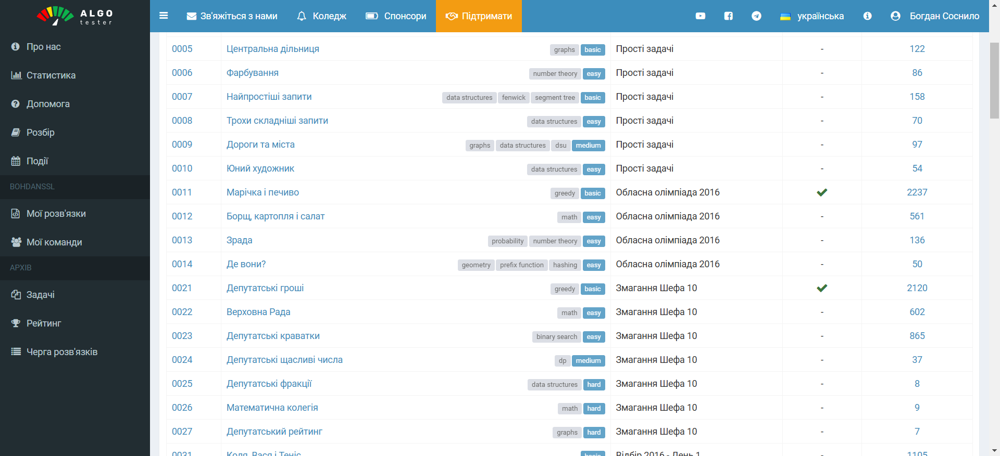 ALGO
tester
Зв'яжіться з нами
Коледж
Спонсори
Підтримати
українська
Богдан Соснило
Про нас
Статистика
Допомога
Розбір
Події
BOHDANSSL
Мої розв'язки
Мої команди
АРХІВ
Задачі
Рейтинг
Черга розв'язків
0005 Центральна дільниця graphs basic Прості задачі - 122
0006 Фарбування number theory easy Прості задачі - 86
0007 Найпростіші запити data structures fenwick segment tree basic Прості задачі - 158
0008 Трохи складніші запити data structures easy Прості задачі - 70
0009 Дороги та міста graphs data structures dsu medium Прості задачі - 97
0010 Юний художник data structures easy Прості задачі - 54
0011 Марічка і печиво greedy basic Обласна олімпіада 2016 2237
0012 Борщ, картопля і салат math easy Обласна олімпіада 2016 - 561
0013 Зрада probability number theory easy Обласна олімпіада 2016 - 136
0014 Де вони? geometry prefix function hashing easy Обласна олімпіада 2016 - 50
0021 Депутатські гроші greedy basic Змагання Шефа 10 2120
0022 Верховна Рада math easy Змагання Шефа 10 - 602
0023 Депутатські краватки binary search easy Змагання Шефа 10 - 865
0024 Депутатські щасливі числа dp medium Змагання Шефа 10 - 37
0025 Депутатські фракції data structures hard Змагання Шефа 10 - 8
0026 Математична колегія math hard Змагання Шефа 10 - 9
0027 Депутатський рейтинг graphs hard Змагання Шефа 10 - 7
0031 Коля, Вася і Теніс basic Відбір 2016 - День 1 - 1105